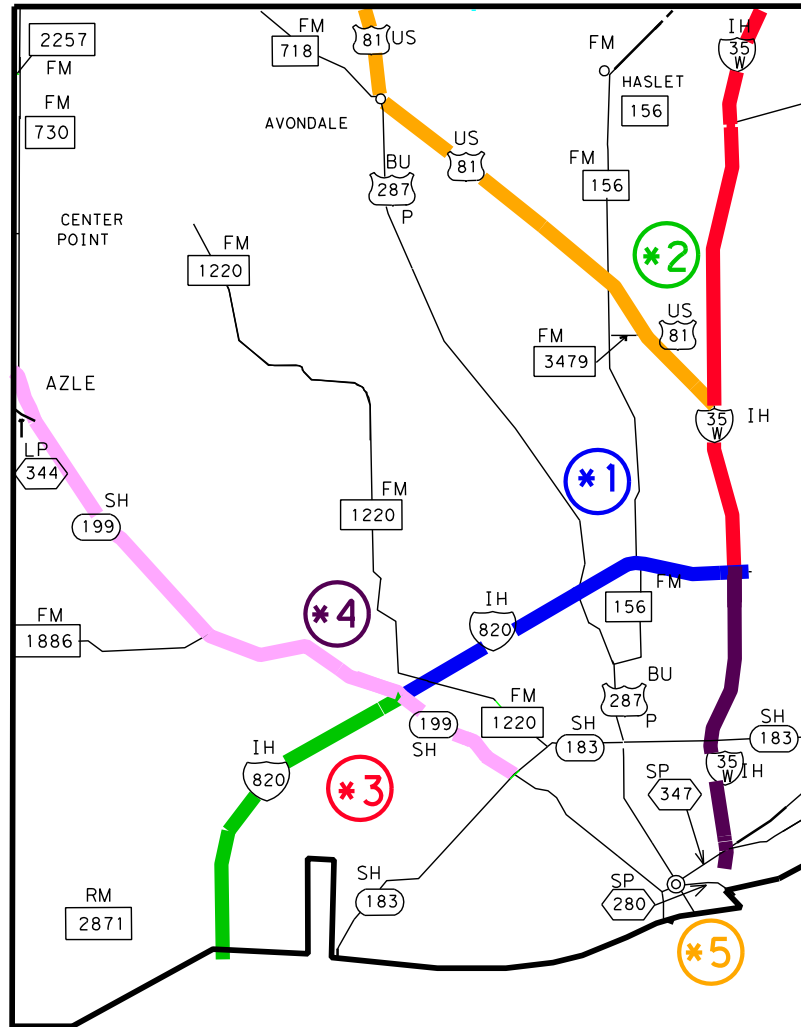 2257
FM
FM
730
FM
718
81
US
AVONDALE
US
81
BU
287
P
CENTER
POINT
FM
1220
FM
HASLET
156
FM
156
IH
35
W
*2
US
81
FM
3479
35
W
IH
AZLE
LP
344
SH
199
FM
1220
*1
FM
1886
*4
IH
820
FM
156
BU
287
P
SH
199
FM
1220
SH
183
SH
183
IH
820
*3
35
W
IH
SP
347
SH
183
SP
280
RM
2871
*5